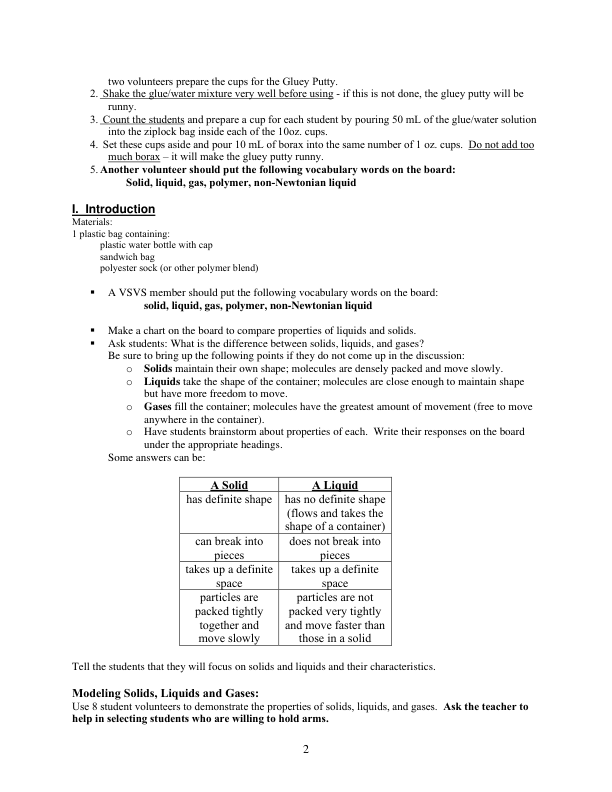 two volunteers prepare the cups for the Gluey Putty.
2. Shake the glue/water mixture very well before using - if this is not done, the gluey putty will be
runny.
3. Count the students and prepare a cup for each student by pouring 50 mL of the glue/water solution
into the ziplock bag inside each of the 10oz. cups.
4. Set these cups aside and pour 10 mL of borax into the same number of 1 oz. cups. Do not add too
much borax – it will make the gluey putty runny.
5. Another volunteer should put the following vocabulary words on the board:
Solid, liquid, gas, polymer, non-Newtonian liquid
I. Introduction
Materials:
1 plastic bag containing:
plastic water bottle with cap
sandwich bag
polyester sock (or other polymer blend)
▪ A VSVS member should put the following vocabulary words on the board:
solid, liquid, gas, polymer, non-Newtonian liquid
▪ Make a chart on the board to compare properties of liquids and solids.
▪ Ask students: What is the difference between solids, liquids, and gases?
Be sure to bring up the following points if they do not come up in the discussion:
o Solids maintain their own shape; molecules are densely packed and move slowly.
o Liquids take the shape of the container; molecules are close enough to maintain shape
but have more freedom to move.
o Gases fill the container; molecules have the greatest amount of movement (free to move
anywhere in the container).
o Have students brainstorm about properties of each. Write their responses on the board
under the appropriate headings.
Some answers can be:
A Solid A Liquid
has definite shape has no definite shape
(flows and takes the
shape of a container)
can break into does not break into
pieces pieces
takes up a definite takes up a definite
space space
particles are particles are not
packed tightly packed very tightly
together and and move faster than
move slowly those in a solid
Tell the students that they will focus on solids and liquids and their characteristics.
Modeling Solids, Liquids and Gases:
Use 8 student volunteers to demonstrate the properties of solids, liquids, and gases. Ask the teacher to
help in selecting students who are willing to hold arms.
2